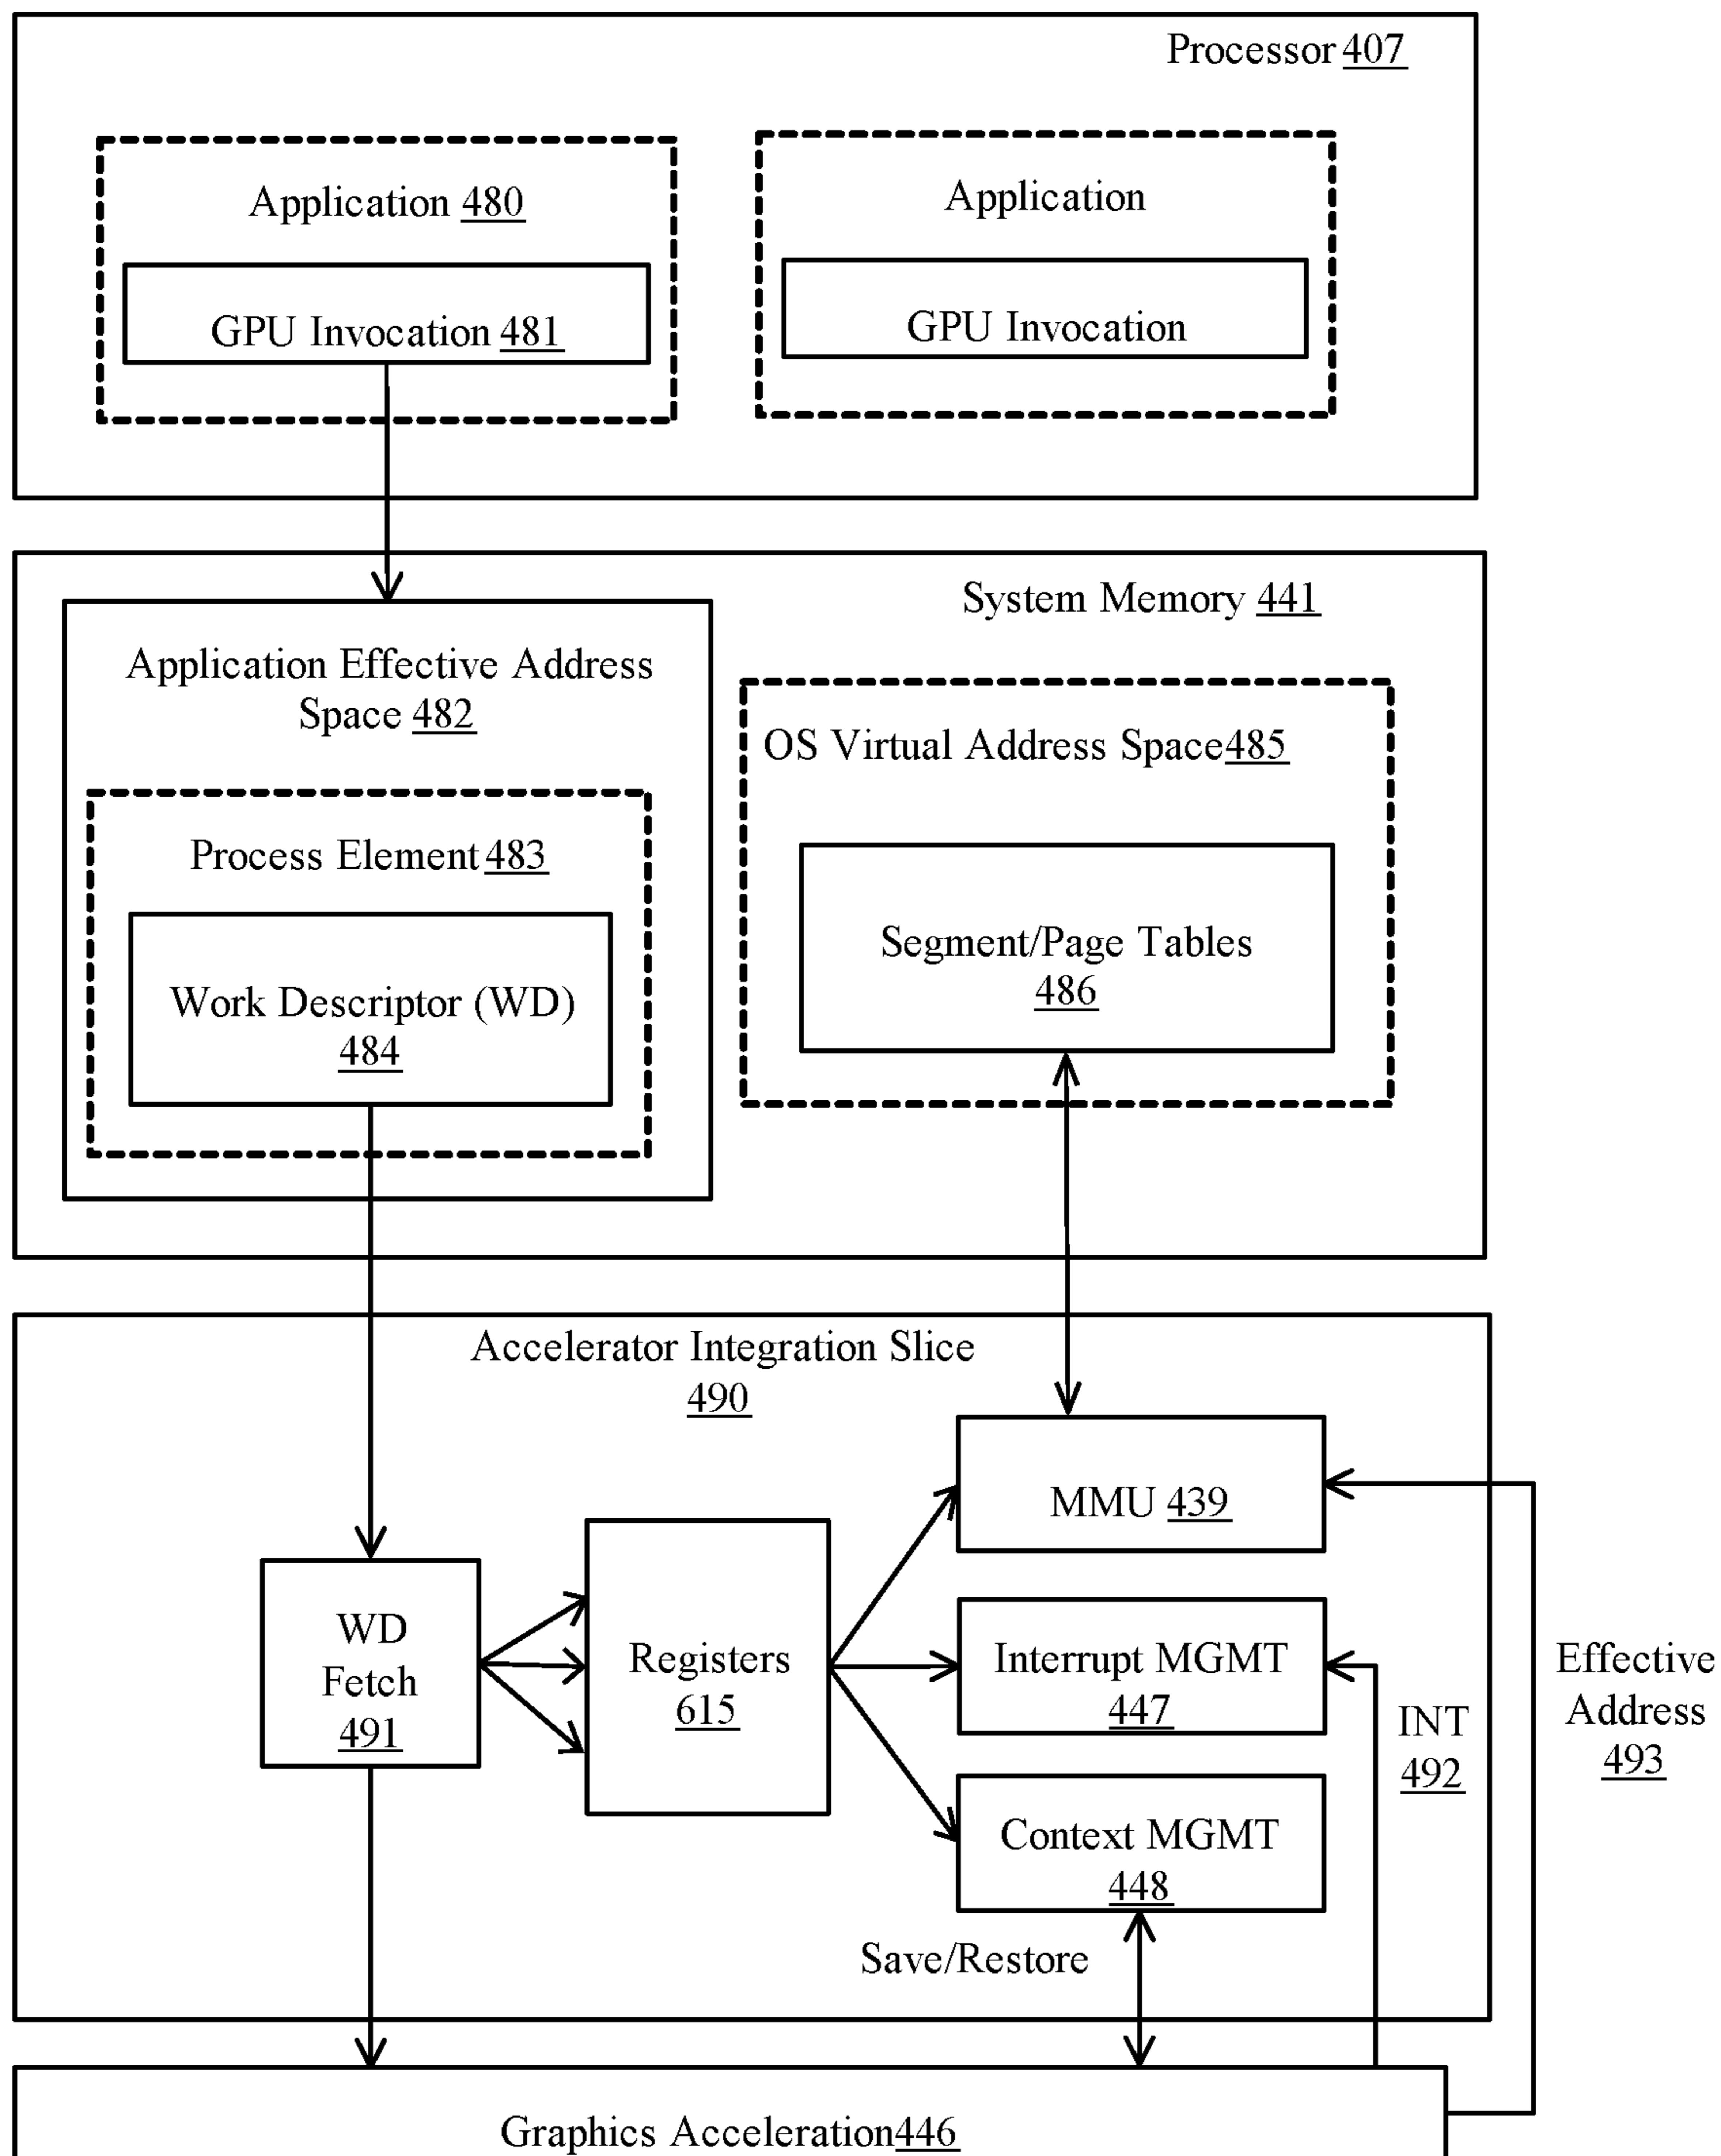 Processor 407
Application 480
GPU Invocation 481
Application
GPU Invocation
System Memory 441
Application Effective Address
Space 482
Process Element 483
Work Descriptor (WD)
484
OS Virtual Address Space485
Segment/Page Tables
486
Accelerator Integration Slice
490
WD
Fetch
491
Registers
615
MMU 439
Interrupt MGMT
447
Context MGMT
448
Save/Restore
INT
492
Effective
Address
493
Graphics Acceleration446